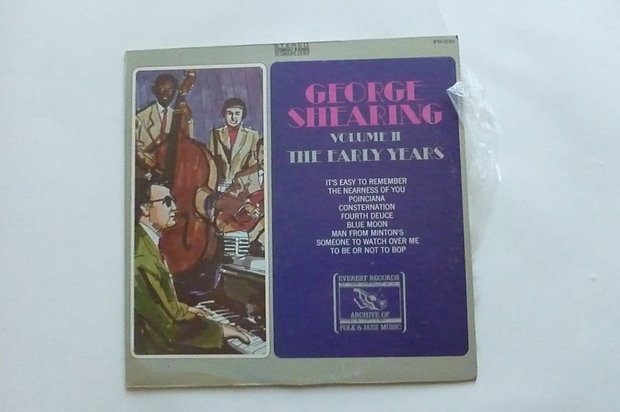 STEREO
GEORGE
SHEARING
VOLUME II
THE EARLY YEARS
IT'S EASY TO REMEMBER
THE NEARNESS OF YOU
POINCIANA
CONSTERNATION
FOURTH DEUCE
BLUE MOON
MAN FROM MINTON'S
SOMEONE TO WATCH OVER ME
TO BE OR NOT TO BOP
EVEREST RECORDS
ARCHIVE OF
FOLK & JAZZ MUSIC